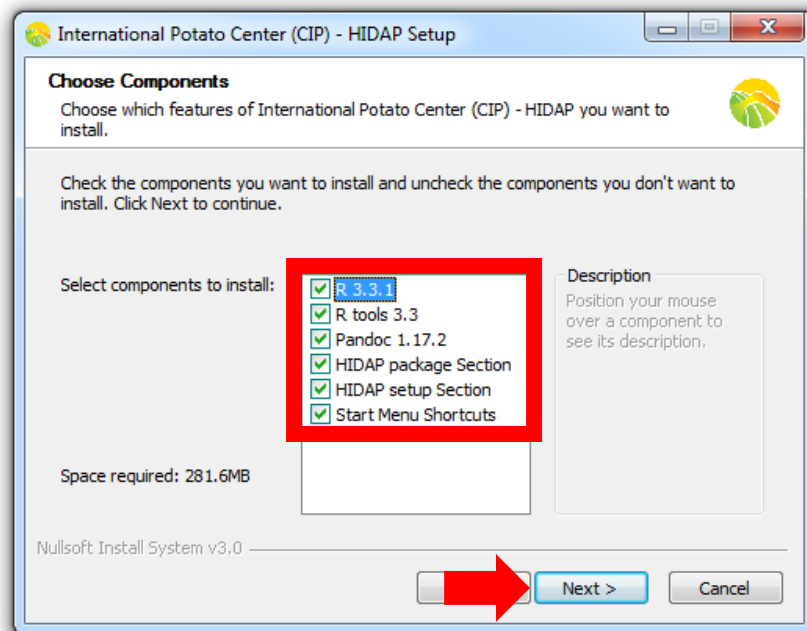 International Potato Center (CIP) - HIDAP Setup
Choose Components
Choose which features of International Potato Center (CIP) - HIDAP you want to
install.
Check the components you want to install and uncheck the components you don't want to
install. Click Next to continue.
Select components to install:
R 3.3.1
R tools 3.3
Pandoc 1.17.2
HIDAP package Section
HIDAP setup Section
Start Menu Shortcuts
Description
Position your mouse
over a component to
see its description.
Space required: 281.6MB
Nullsoft Install System v3.0
Next >
Cancel